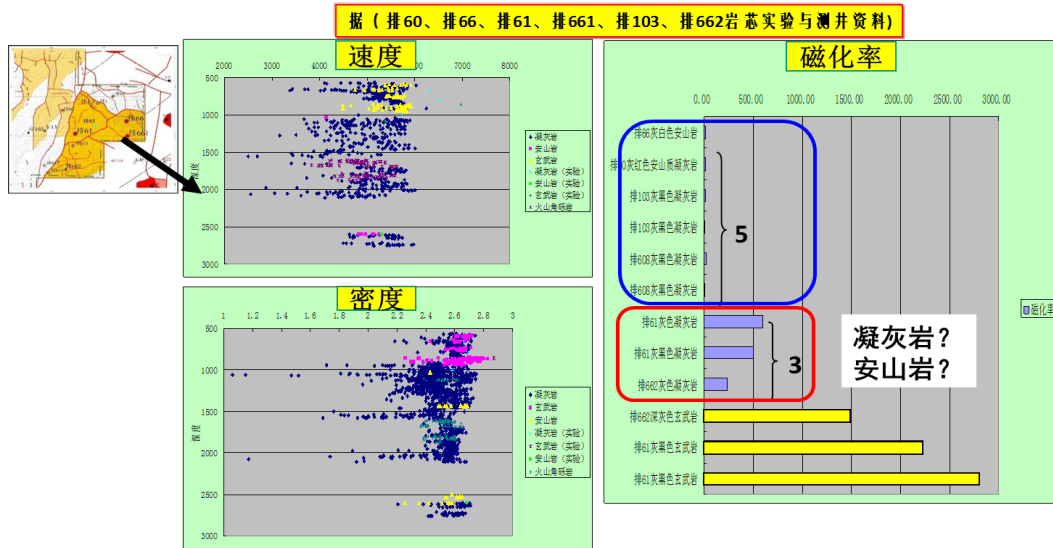 据（排60、排66、排61、排661、排103、排662岩芯实验与测井资料)
速度
2000 3000 4000 5000 6000 7000 8000
500
1000
1500
2000
2500
3000
深度
凝灰岩
安山岩
玄武岩
凝灰岩（实验）
安山岩（实验）
玄武岩（实验）
火山角砾岩
排61
排66
排661
密度
1 1.2 1.4 1.6 1.8 2 2.2 2.4 2.6 2.8 3
500
1000
1500
2000
2500
3000
深度
凝灰岩
玄武岩
安山岩
凝灰岩（实验）
玄武岩（实验）
安山岩（实验）
火山角砾岩
磁化率
0.00 500.00 1000.00 1500.00 2000.00 2500.00 3000.00
排66灰白色安山岩
排60灰红色安山质凝灰岩
排103灰黑色凝灰岩
排103灰黑色凝灰岩
排608灰黑色凝灰岩
排608灰黑色凝灰岩
5
排61灰色凝灰岩
排61黑色凝灰岩
排662灰色凝灰岩
3
排662深灰色玄武岩
排61灰黑色玄武岩
排61灰黑色玄武岩
凝灰岩？
安山岩？
磁化率